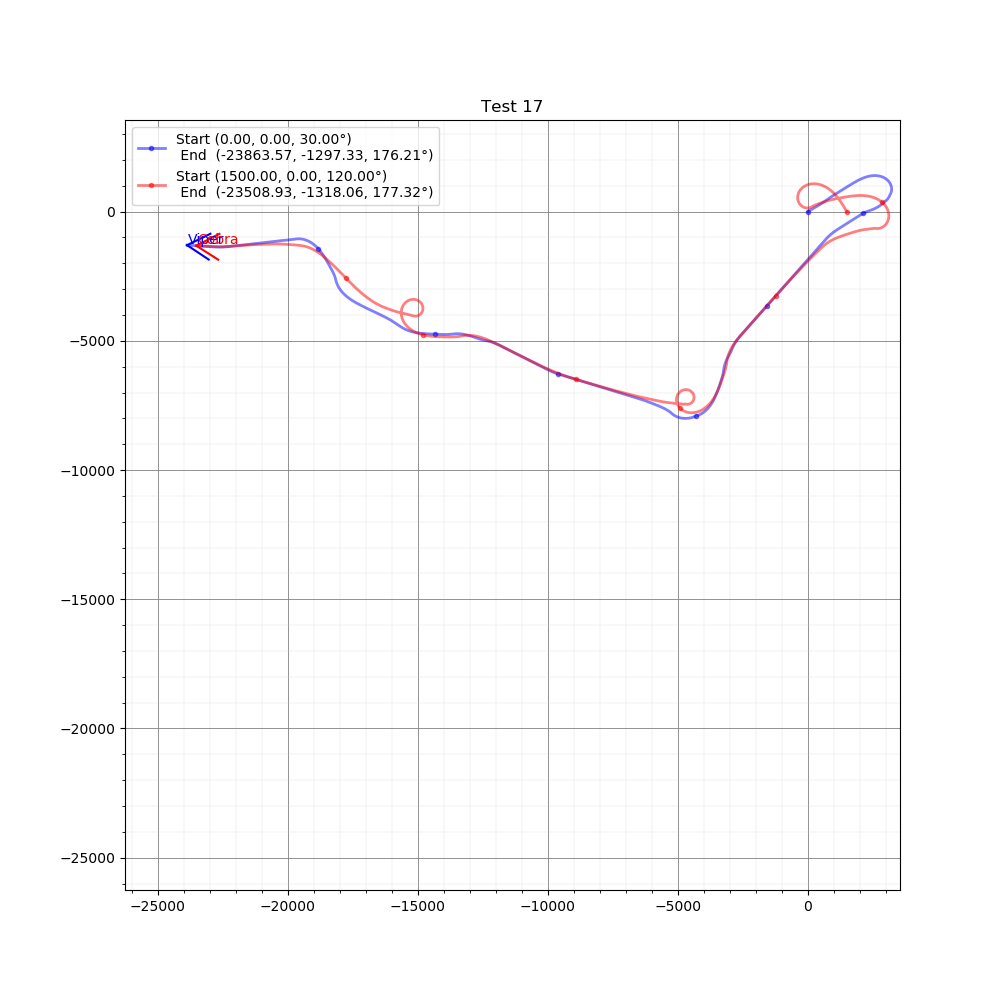 Test 17
Start (0.00, 0.00, 30.00°)
End (-23863.57, -1297.33, 176.21°)
Start (1500.00, 0.00, 120.00°)
End (-23508.93, -1318.06, 177.32°)
0
−5000
−10000
−15000
−20000
−25000
−25000 −20000 −15000 −10000 −5000 0